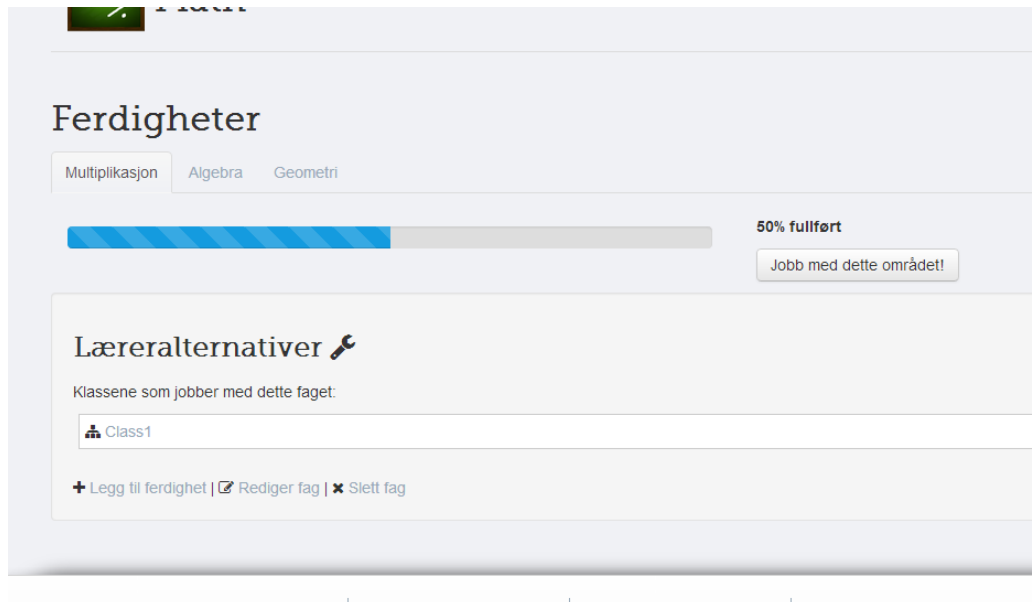 Ferdigheter
Multiplikasjon Algebra Geometri
50% fullført
Jobb med dette området!
Læreralternativer
Klassene som jobber med dette faget:
Class1
Legg til ferdighet | Rediger fag | Slett fag